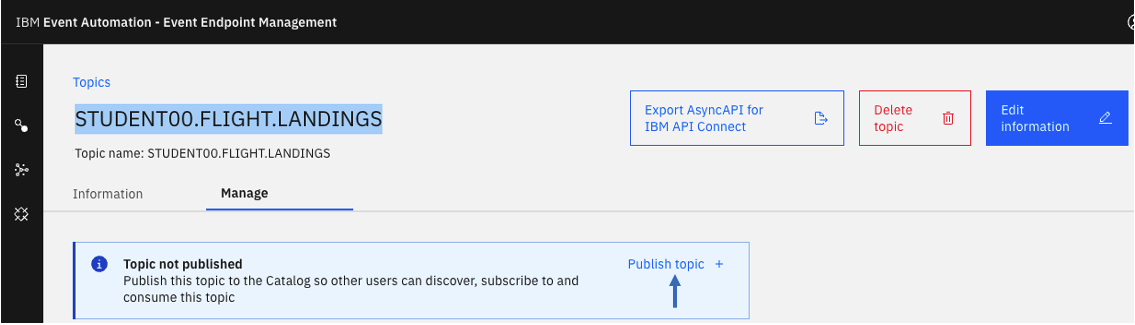 IBM Event Automation - Event Endpoint Management
Topics
STUDENT00.FLIGHT.LANDINGS
Topic name: STUDENT00.FLIGHT.LANDINGS
Export AsyncAPI for
IBM API Connect
Delete
topic
Edit
information
Information
Manage
Topic not published
Publish this topic to the Catalog so other users can discover, subscribe to and
consume this topic
Publish topic +